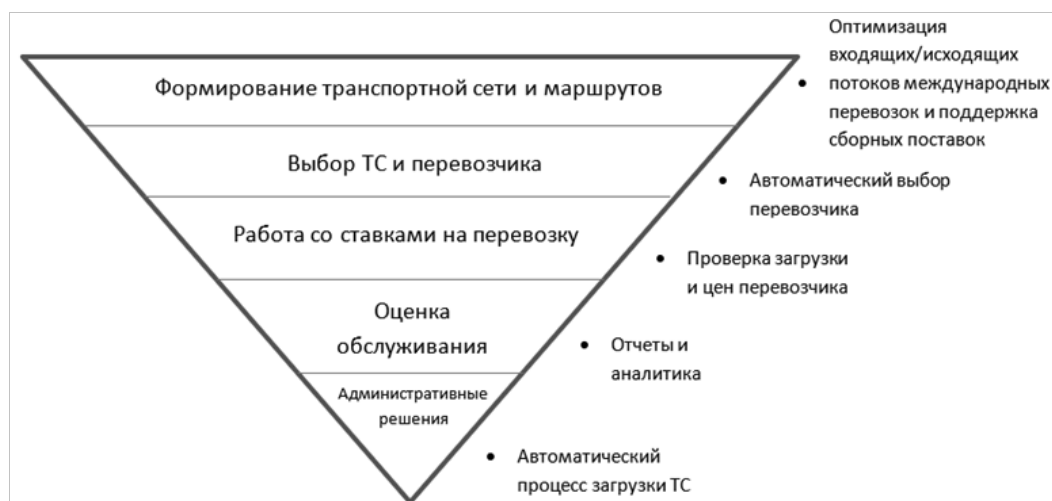 Оптимизация
входящих/исходящих
• потоков международных
перевозок и поддержка
сборных поставок
Формирование транспортной сети и маршрутов
Выбор ТС и перевозчика
• Автоматический выбор
перевозчика
Работа со ставками на перевозку
• Проверка загрузки
и цен перевозчика
Оценка
обслуживания
• Отчеты и
аналитика
Административные
решения
• Автоматический
процесс загрузки ТС